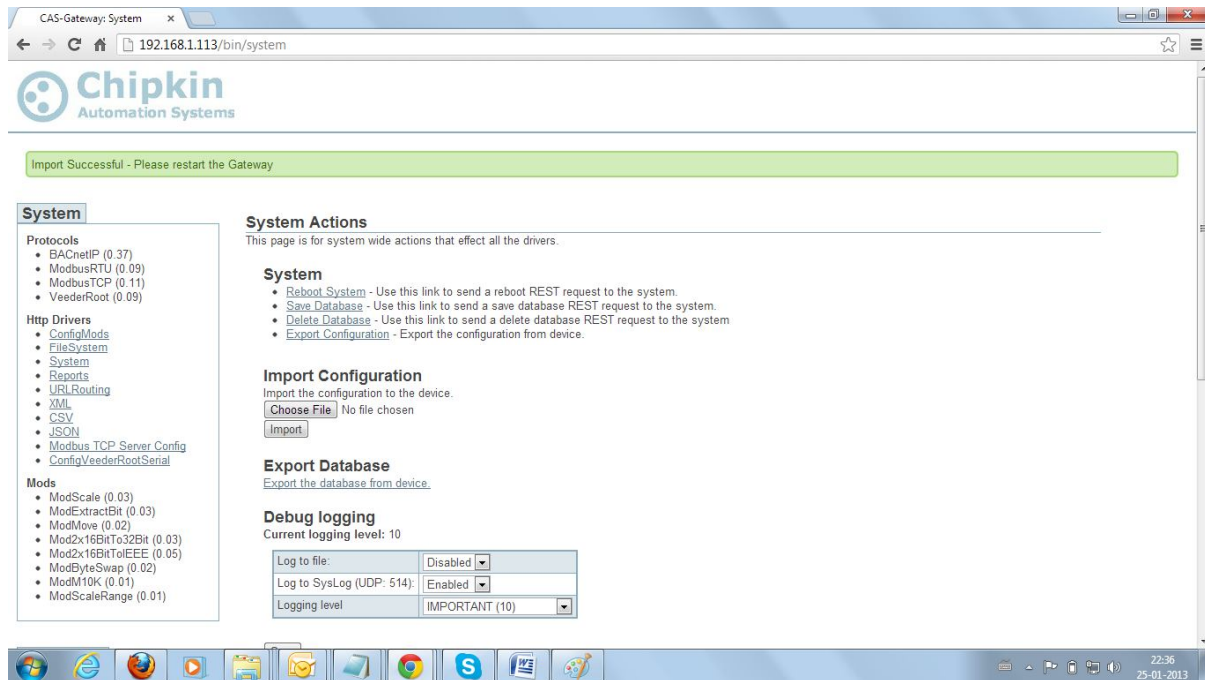 CAS-Gateway: System
192.168.1.113/bin/system
Chipkin
Automation Systems
Import Successful - Please restart the Gateway
System
Protocols
BACnetIP (0.37)
ModbusRTU (0.09)
ModbusTCP (0.11)
VeederRoot (0.09)
Http Drivers
ConfigMods
FileSystem
System
Reports
URLRouting
XML
CSV
JSON
Modbus TCP Server Config
ConfigVeederRootSerial
Mods
ModScale (0.03)
ModExtractBit (0.03)
ModMove (0.02)
Mod2x16BitTo32Bit (0.03)
Mod2x16BitToIEEE (0.05)
ModByteSwap (0.02)
ModM10K (0.01)
ModScaleRange (0.01)
System Actions
This page is for system wide actions that effect all the drivers.
System
Reboot System - Use this link to send a reboot REST request to the system.
Save Database - Use this link to send a save database REST request to the system.
Delete Database - Use this link to send a delete database REST request to the system
Export Configuration - Export the configuration from device.
Import Configuration
Import the configuration to the device.
Choose File No file chosen
Import
Export Database
Export the database from device.
Debug logging
Current logging level: 10
Log to file: Disabled
Log to SysLog (UDP: 514): Enabled
Logging level IMPORTANT (10)
22:36
25-01-2013